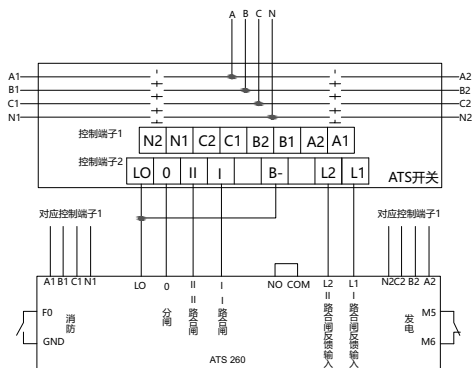 A B C N
A1 A2
B1 B2
C1 C2
N1 N2
控制端子1 N2 N1 C2 C1 B2 B1 A2 A1
控制端子2 LO 0 II I B- L2 L1
ATS开关
对应控制端子1 对应控制端子1
A1 B1 C1 N1 LO 0 II I NO COM L2 L1 N2 C2 B2 A2
分闸
II路合闸
I路合闸
II路合闸反馈输入
I路合闸反馈输入
F0 消防 GND
发电 M5 M6
ATS 260